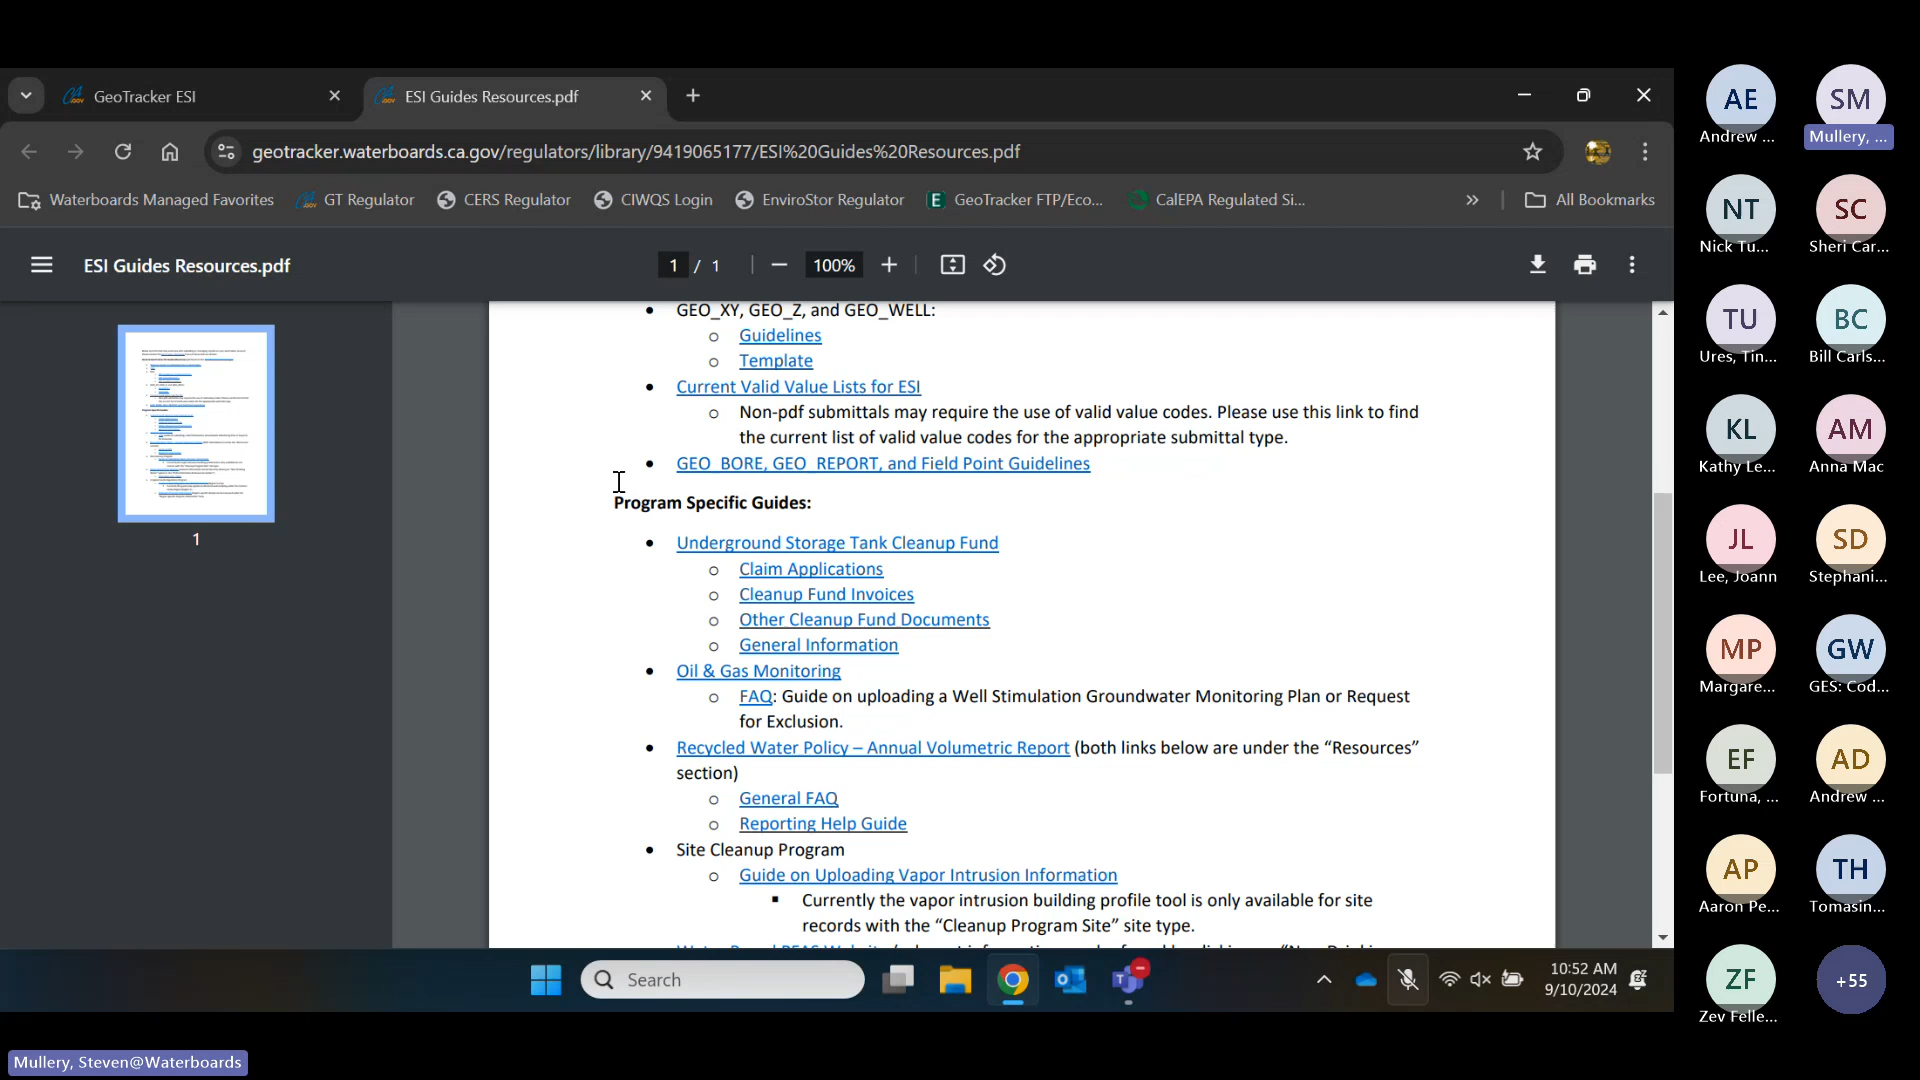 GeoTracker ESI
ESI Guides Resources.pdf
geotracker.waterboards.ca.gov/regulators/library/9419065177/ESI%20Guides%20Resources.pdf
Waterboards Managed Favorites
GT Regulator
CERS Regulator
CIWQS Login
EnviroStor Regulator
E
GeoTracker FTP/Eco...
CalEPA Regulated Si...
All Bookmarks
ESI Guides Resources.pdf
1 / 1
100%
1
• GEO_XY, GEO_Z, and GEO_WELL:
o Guidelines
o Template
• Current Valid Value Lists for ESI
o Non-pdf submittals may require the use of valid value codes. Please use this link to find
the current list of valid value codes for the appropriate submittal type.
• GEO_BORE, GEO_REPORT, and Field Point Guidelines
Program Specific Guides:
• Underground Storage Tank Cleanup Fund
o Claim Applications
o Cleanup Fund Invoices
o Other Cleanup Fund Documents
o General Information
• Oil & Gas Monitoring
o FAQ: Guide on uploading a Well Stimulation Groundwater Monitoring Plan or Request
for Exclusion.
• Recycled Water Policy – Annual Volumetric Report (both links below are under the “Resources”
section)
o General FAQ
o Reporting Help Guide
• Site Cleanup Program
o Guide on Uploading Vapor Intrusion Information
▪ Currently the vapor intrusion building profile tool is only available for site
records with the “Cleanup Program Site” site type.
Search
10:52 AM
9/10/2024
AE
Andrew ...
SM
Mullery, ...
NT
Nick Tu...
SC
Sheri Car...
TU
Ures, Tin...
BC
Bill Carls...
KL
Kathy Le...
AM
Anna Mac
JL
Lee, Joann
SD
Stephani...
MP
Margare...
GW
GES: Cod...
EF
Fortuna, ...
AD
Andrew ...
AP
Aaron Pe...
TH
Tomasin...
ZF
Zev Felle...
+55
Mullery, Steven@Waterboards